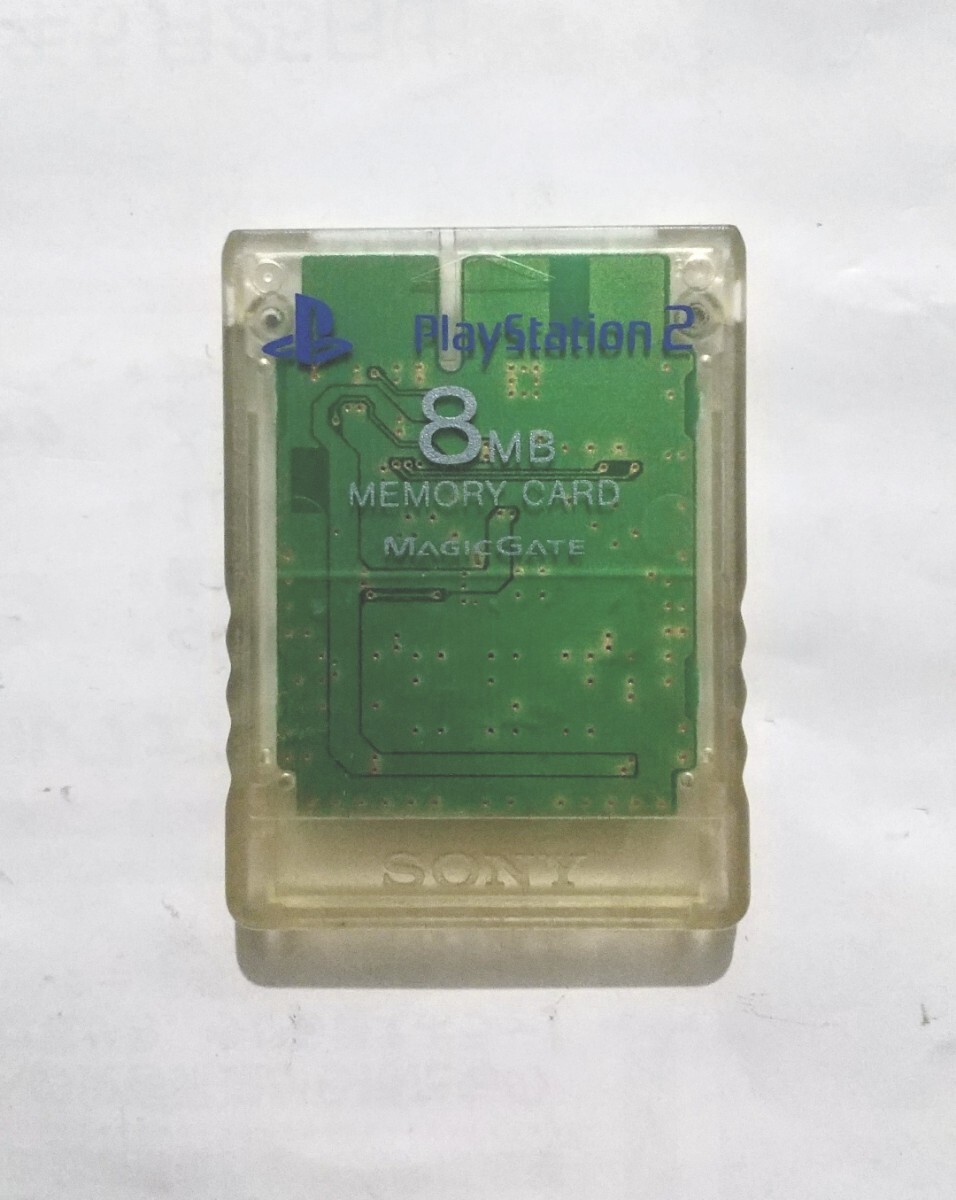 PlayStation 2
8MB
MEMORY CARD
MAGICGATE
SONY